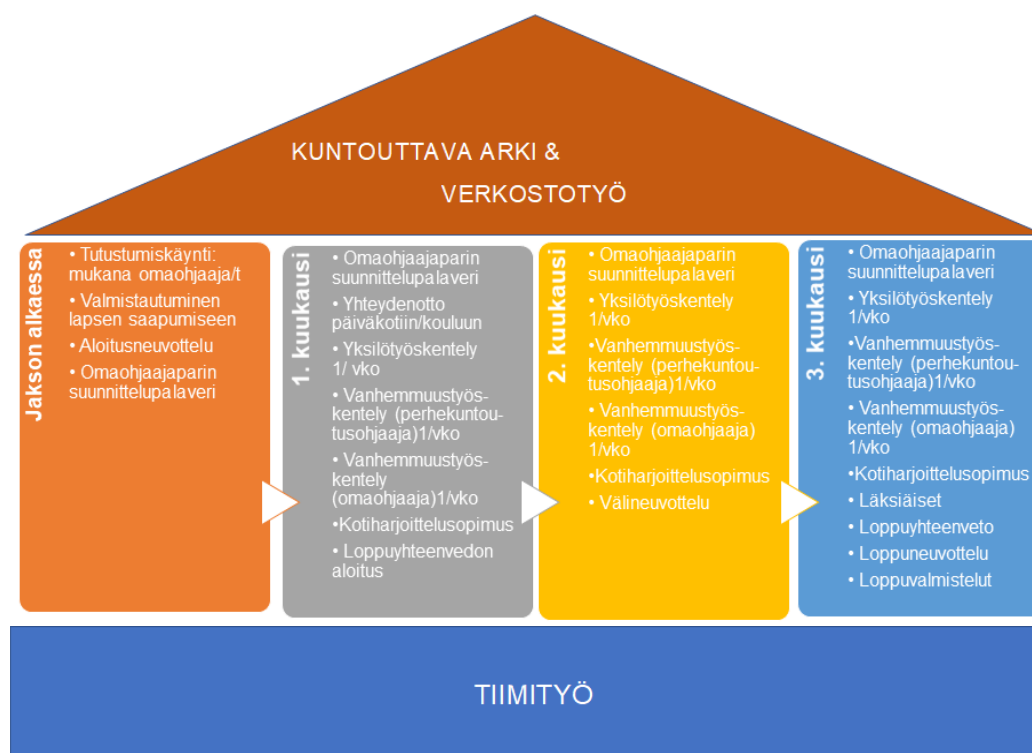 KUNTOUTTAVA ARKI &
VERKOSTOTYÖ
Jakson alkaessa
• Tutustumiskäynti:
mukana omaohjaaja/t
• Valmistautuminen
lapsen saapumiseen
• Aloitusneuvottelu
• Omaohjaajaparin
suunnittelupalaveri
1. kuukausi
• Omaohjaajaparin
suunnittelupalaveri
• Yhteydenotto
päiväkotiin/kouluun
• Yksilötyöskentely
1/ vko
• Vanhemmuustyös-
kentely (perhekuntou-
tusohjaaja)1/vko
• Vanhemmuustyös-
kentely
(omaohjaaja)1/vko
•Kotiharjoittelusopimus
• Loppuyhteenvedon
aloitus
2. kuukausi
• Omaohjaajaparin
suunnittelupalaveri
• Yksilötyöskentely
1/vko
•Vanhemmuustyös-
kentely (perhekuntou-
tusohjaaja)1/vko
• Vanhemmuustyös-
kentely (omaohjaaja)
1/vko
•Kotiharjoittelusopimus
• Välineuvottelu
3. kuukausi
• Omaohjaajaparin
suunnittelupalaveri
• Yksilötyöskentely
1/vko
•Vanhemmuustyös-
kentely (perhekuntou-
tusohjaaja)1/vko
• Vanhemmuustyös-
kentely (omaohjaaja)
1/vko
•Kotiharjoittelusopimus
• Läksiäiset
• Loppuyhteenveto
• Loppuneuvottelu
• Loppuvalmistelut
TIIMITYÖ